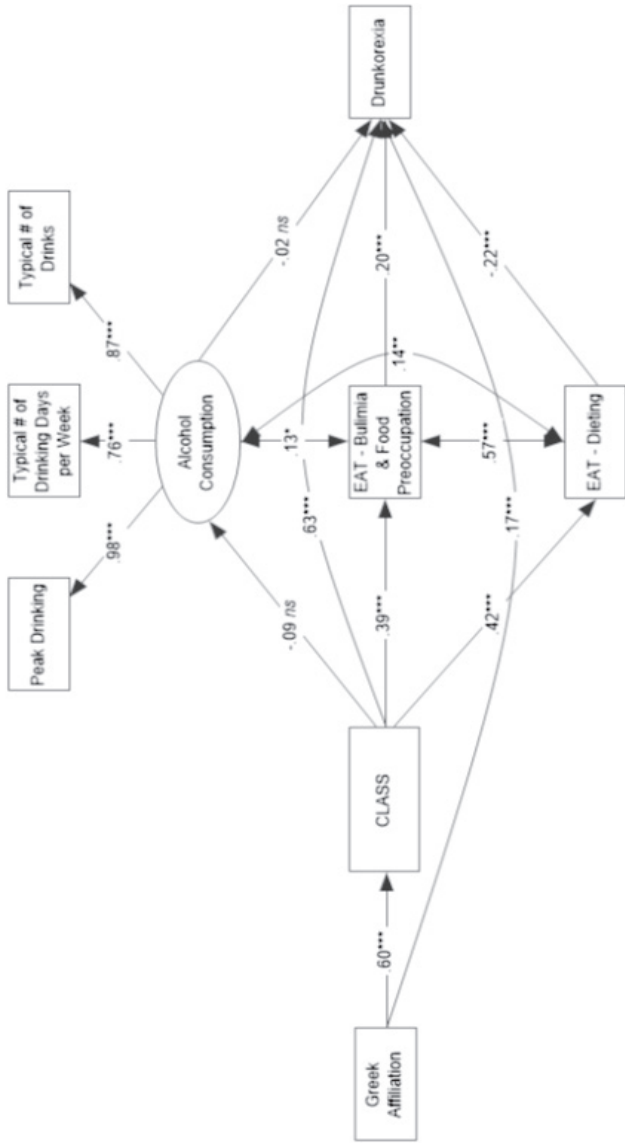 Peak Drinking
Typical # of
Drinking Days
per Week
Typical # of
Drinks
.98***
.76***
.87***
Alcohol
Consumption
-.09 ns
-.02 ns
.13*
.63***
.14**
Greek
Affiliation
.60***
CLASS
.39***
EAT - Bulimia
& Food
Preoccupation
.20***
Drunkorexia
.42***
.57***
-.22***
.17***
EAT - Dieting